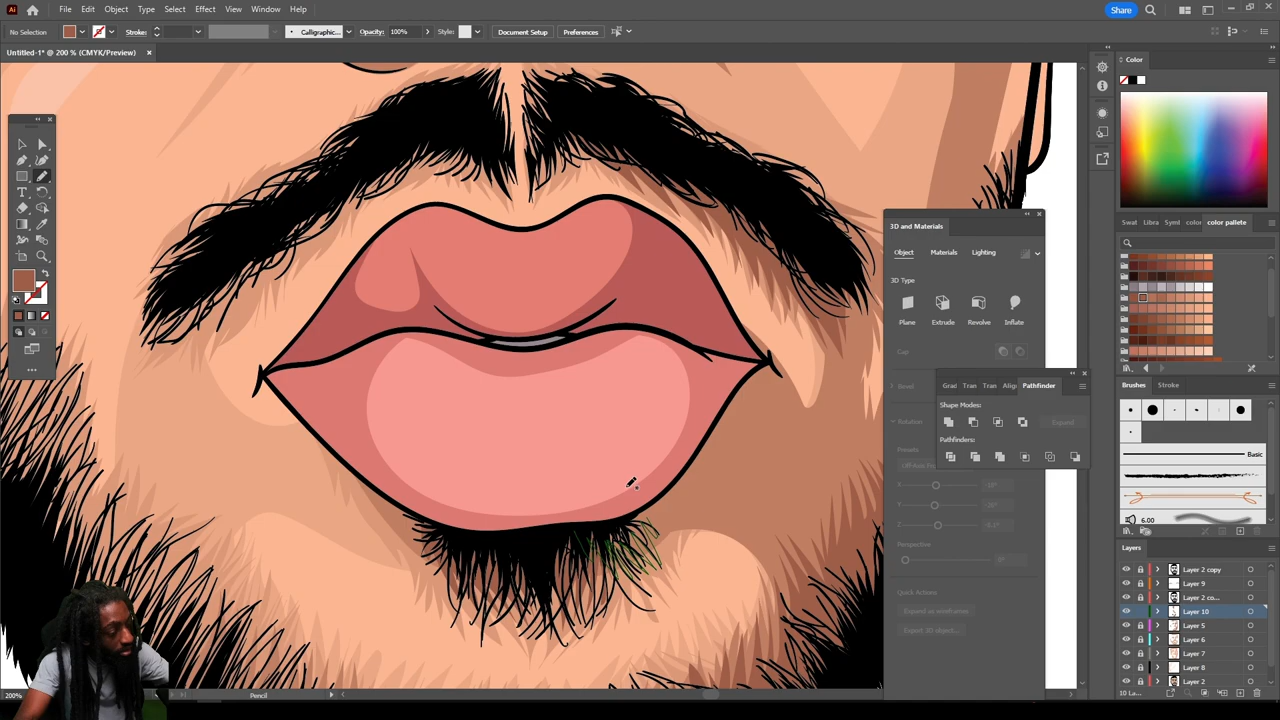 Ai File Edit Object Type Select Effect View Window Help Share
No Selection Stroke: Calligraphic... Opacity: 100% Style: Document Setup Preferences
Untitled-1* @ 200 % (CMYK/Preview) ×
Color
Swat Libra Symb color color pallete
3D and Materials
Object Materials Lighting
3D Type
Plane Extrude Revolve Inflate
Cap
Bevel
Grad Tran Tran Alig Pathfinder
Shape Modes:
Expand
Pathfinders:
Rotation
Presets
X
Y
Z
Perspective
Quick Actions
Expand as wireframe
Export 3D object...
Brushes Stroke
Basic
6.00
Layers
Layer 2 copy
Layer 9
Layer 2 co...
Layer 10
Layer 5
Layer 6
Layer 7
Layer 8
Layer 2
10 La...
200% Pencil